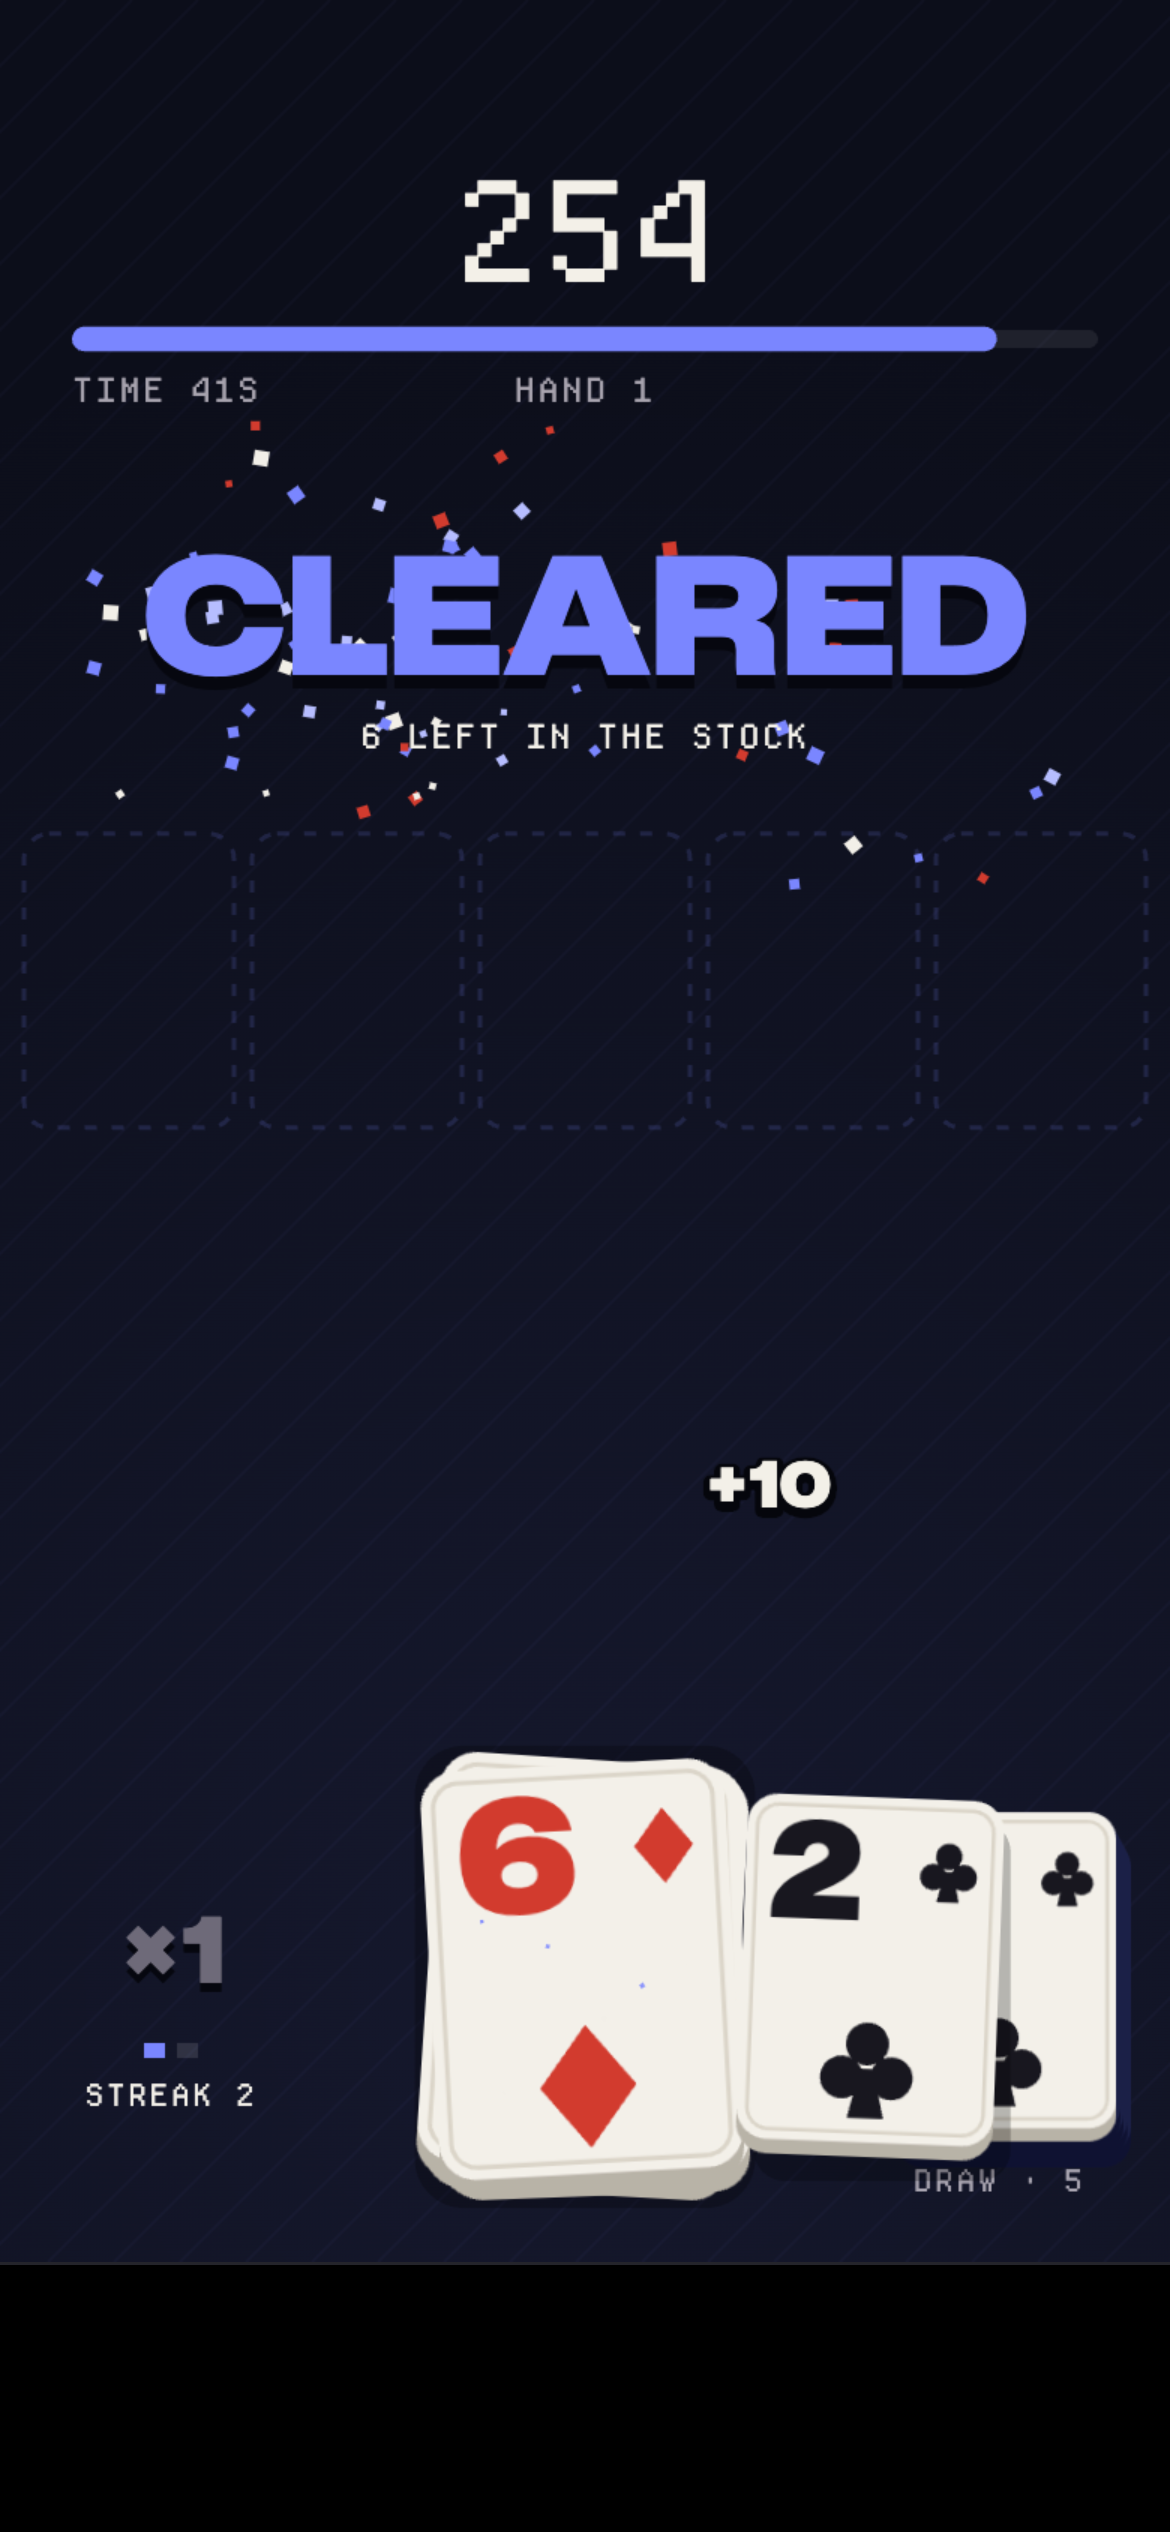 254
TIME 41S HAND 1
CLEARED
6 LEFT IN THE STOCK
+10
6 2
×1
STREAK 2
DRAW · 5